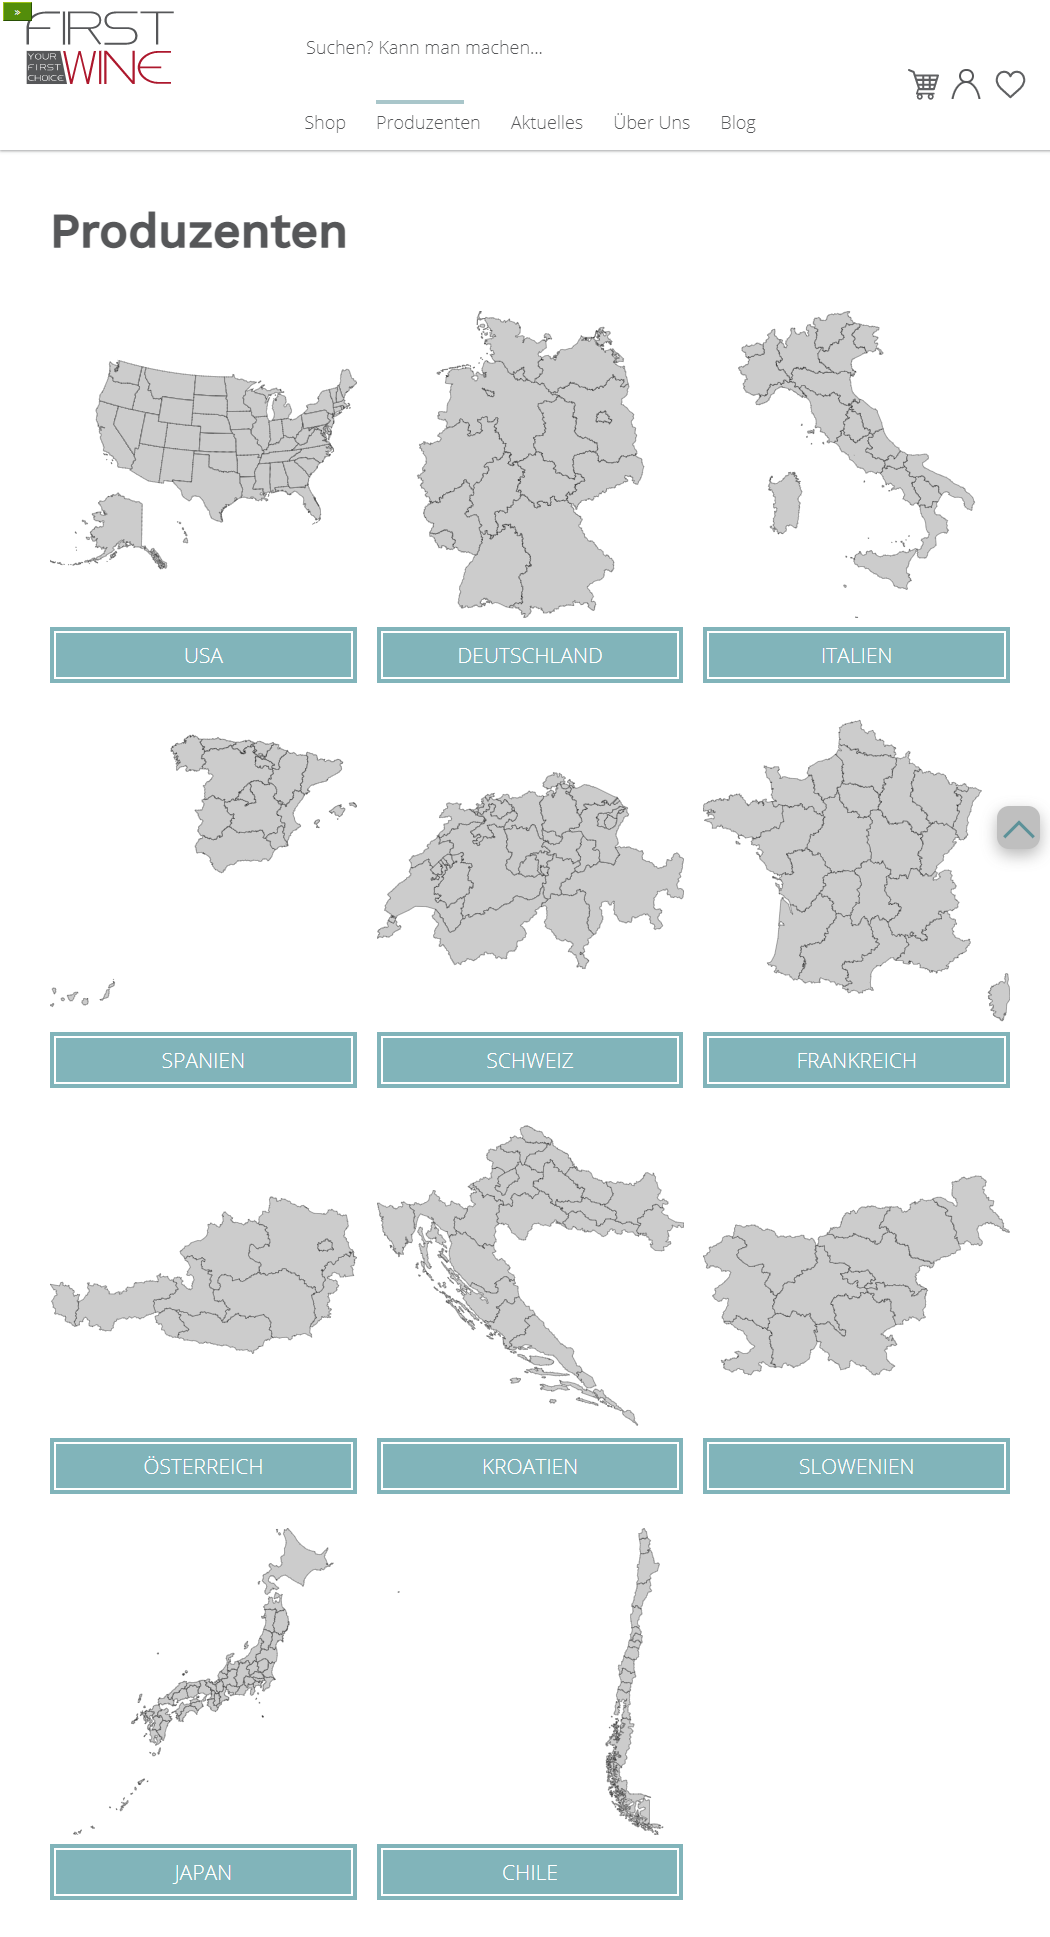 »
FIRST
YOUR FIRST CHOICE WINE
Suchen? Kann man machen...
Shop Produzenten Aktuelles Über Uns Blog
Produzenten
USA DEUTSCHLAND ITALIEN
SPANIEN SCHWEIZ FRANKREICH
ÖSTERREICH KROATIEN SLOWENIEN
JAPAN CHILE